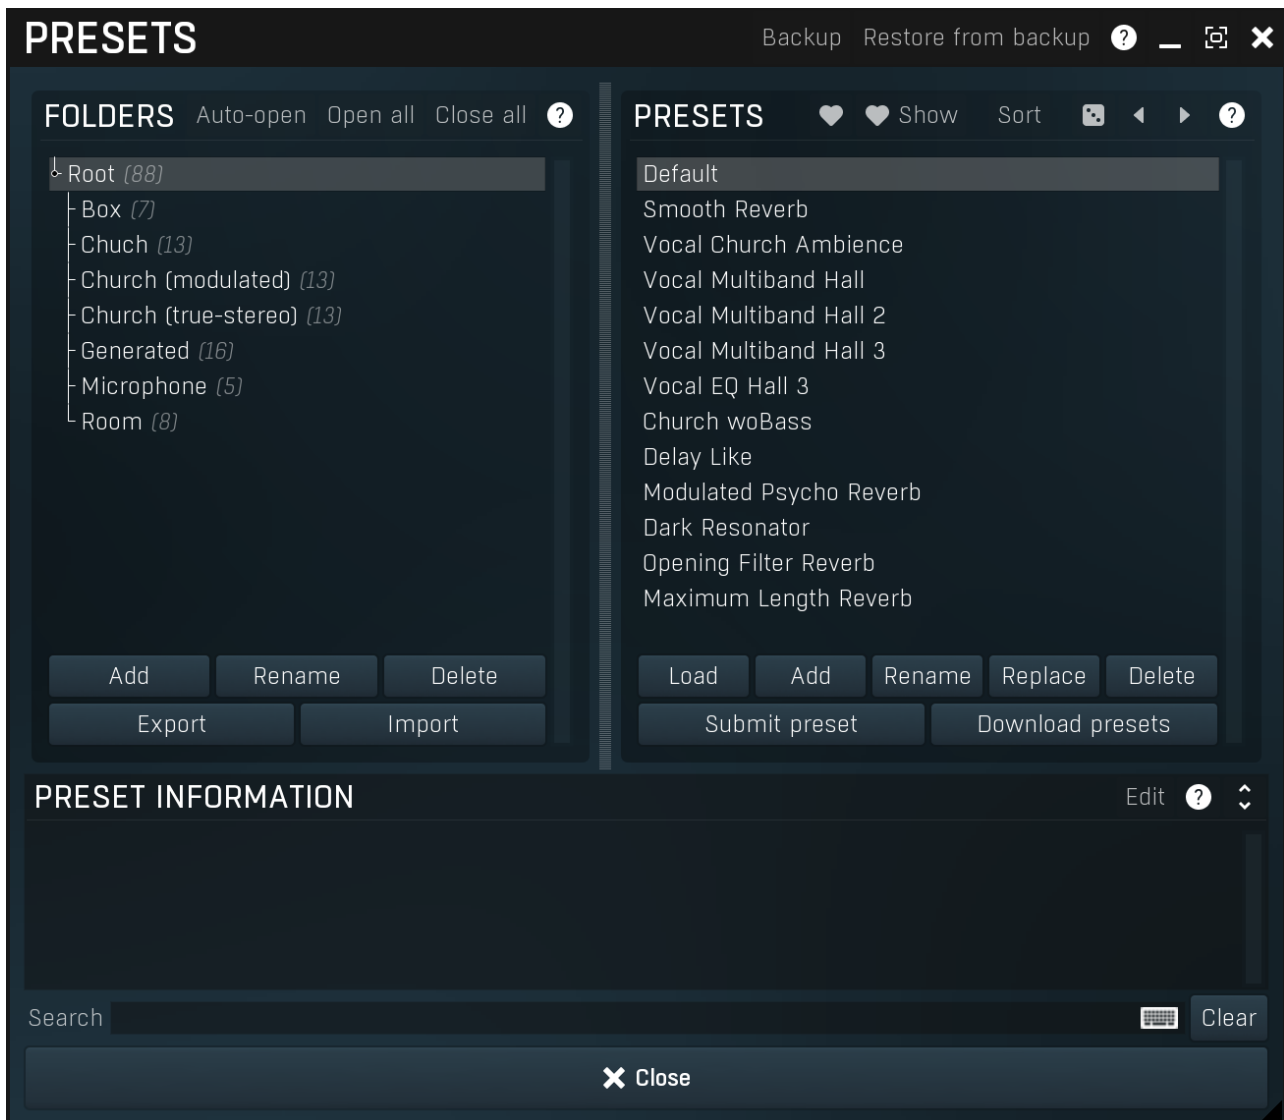 PRESETS Backup Restore from backup ?
FOLDERS Auto-open Open all Close all ?
Root (88)
Box (7)
Chuch (13)
Church (modulated) (13)
Church (true-stereo) (13)
Generated (16)
Microphone (5)
Room (8)
Add Rename Delete
Export Import
PRESETS Show Sort ?
Default
Smooth Reverb
Vocal Church Ambience
Vocal Multiband Hall
Vocal Multiband Hall 2
Vocal Multiband Hall 3
Vocal EQ Hall 3
Church woBass
Delay Like
Modulated Psycho Reverb
Dark Resonator
Opening Filter Reverb
Maximum Length Reverb
Load Add Rename Replace Delete
Submit preset Download presets
PRESET INFORMATION Edit ?
Search Clear
Close